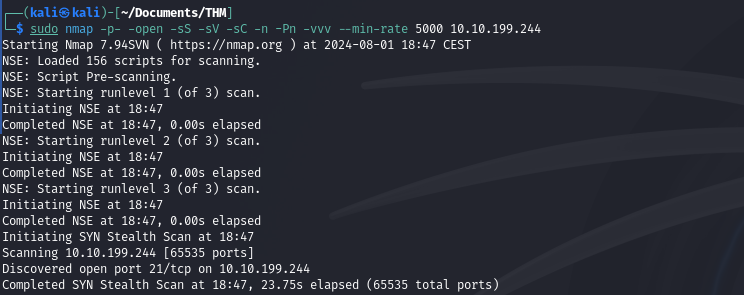 ┌──(kali㉿kali)-[~/Documents/THM]
└─$ sudo nmap -p- -open -sS -sV -sC -n -Pn -vvv --min-rate 5000 10.10.199.244
Starting Nmap 7.94SVN ( https://nmap.org ) at 2024-08-01 18:47 CEST
NSE: Loaded 156 scripts for scanning.
NSE: Script Pre-scanning.
NSE: Starting runlevel 1 (of 3) scan.
Initiating NSE at 18:47
Completed NSE at 18:47, 0.00s elapsed
NSE: Starting runlevel 2 (of 3) scan.
Initiating NSE at 18:47
Completed NSE at 18:47, 0.00s elapsed
NSE: Starting runlevel 3 (of 3) scan.
Initiating NSE at 18:47
Completed NSE at 18:47, 0.00s elapsed
Initiating SYN Stealth Scan at 18:47
Scanning 10.10.199.244 [65535 ports]
Discovered open port 21/tcp on 10.10.199.244
Completed SYN Stealth Scan at 18:47, 23.75s elapsed (65535 total ports)